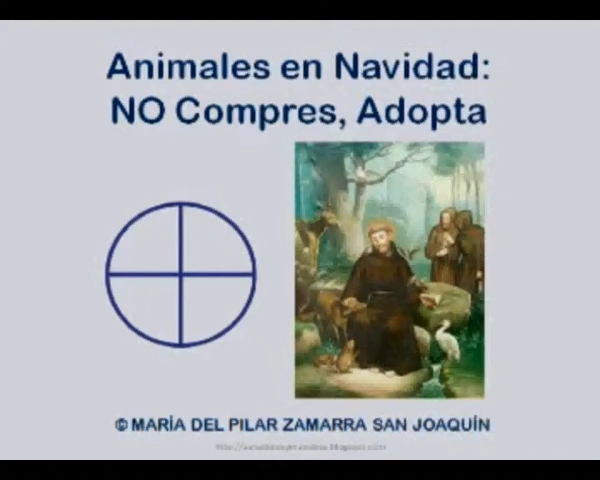 Animales en Navidad:
NO Compres, Adopta
© MARÍA DEL PILAR ZAMARRA SAN JOAQUÍN